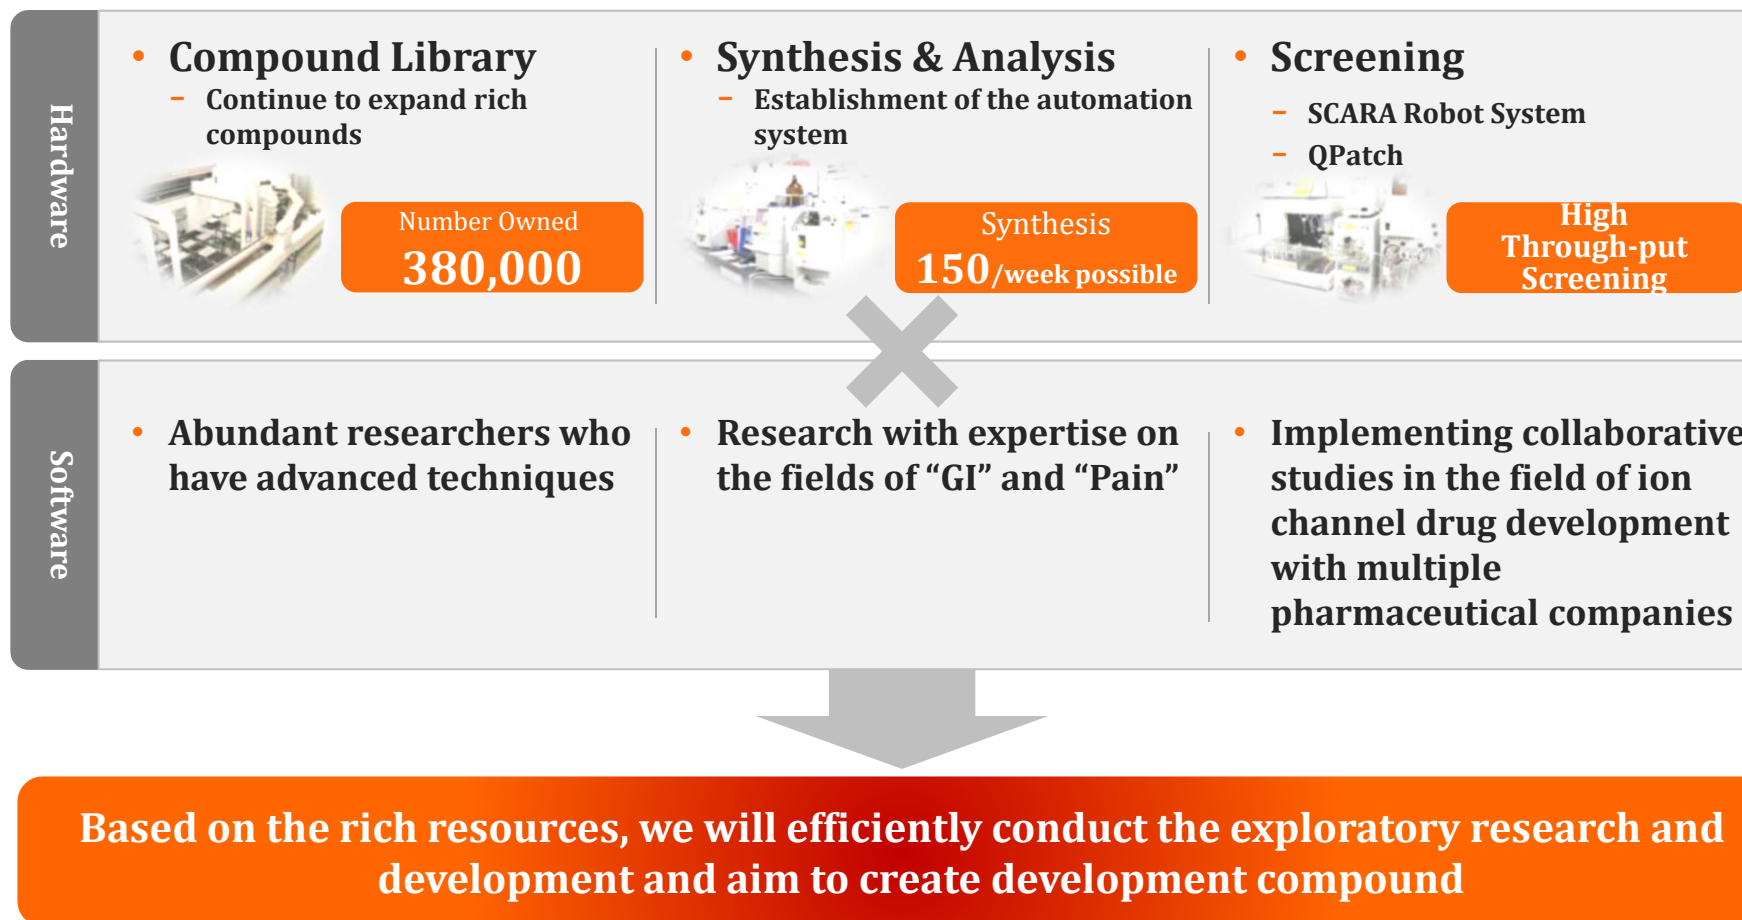 Hardware
• Compound Library
– Continue to expand rich
compounds
Number Owned
380,000
• Synthesis & Analysis
– Establishment of the automation
system
Synthesis
150/week possible
• Screening
– SCARA Robot System
– QPatch
High
Through-put
Screening
Software
• Abundant researchers who
have advanced techniques
• Research with expertise on
the fields of “GI” and “Pain”
• Implementing collaborative
studies in the field of ion
channel drug development
with multiple
pharmaceutical companies
Based on the rich resources, we will efficiently conduct the exploratory research and
development and aim to create development compound